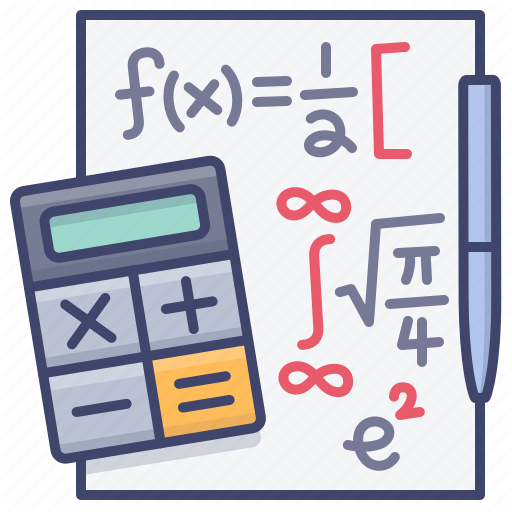 f(x)=1/2 [
∞
∫ √π/4
∞
e²
× +
− =